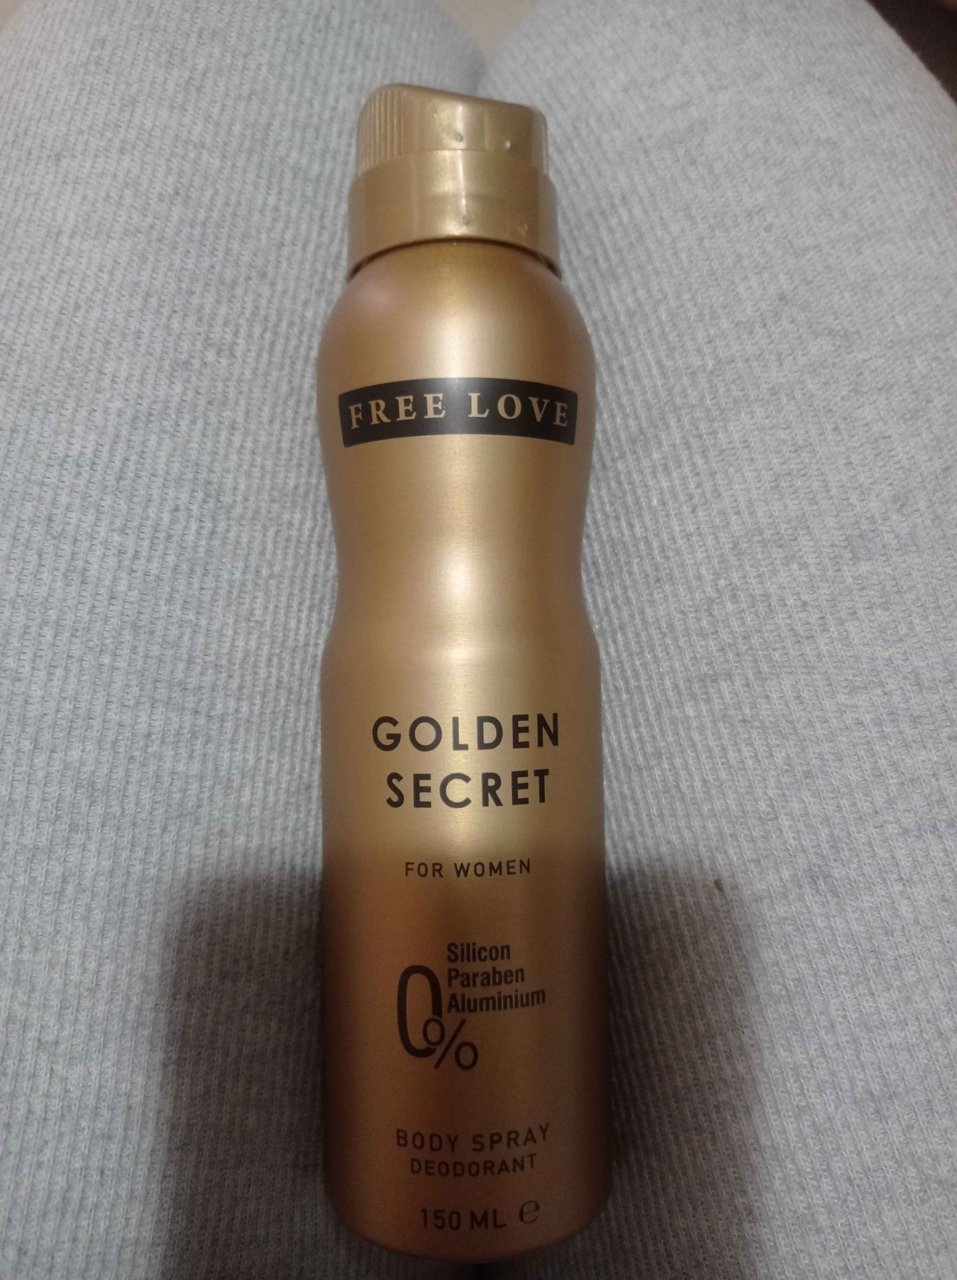 FREE LOVE
GOLDEN
SECRET
FOR WOMEN
Silicon
Paraben
Aluminium
0%
BODY SPRAY
DEODORANT
150 ML ℮